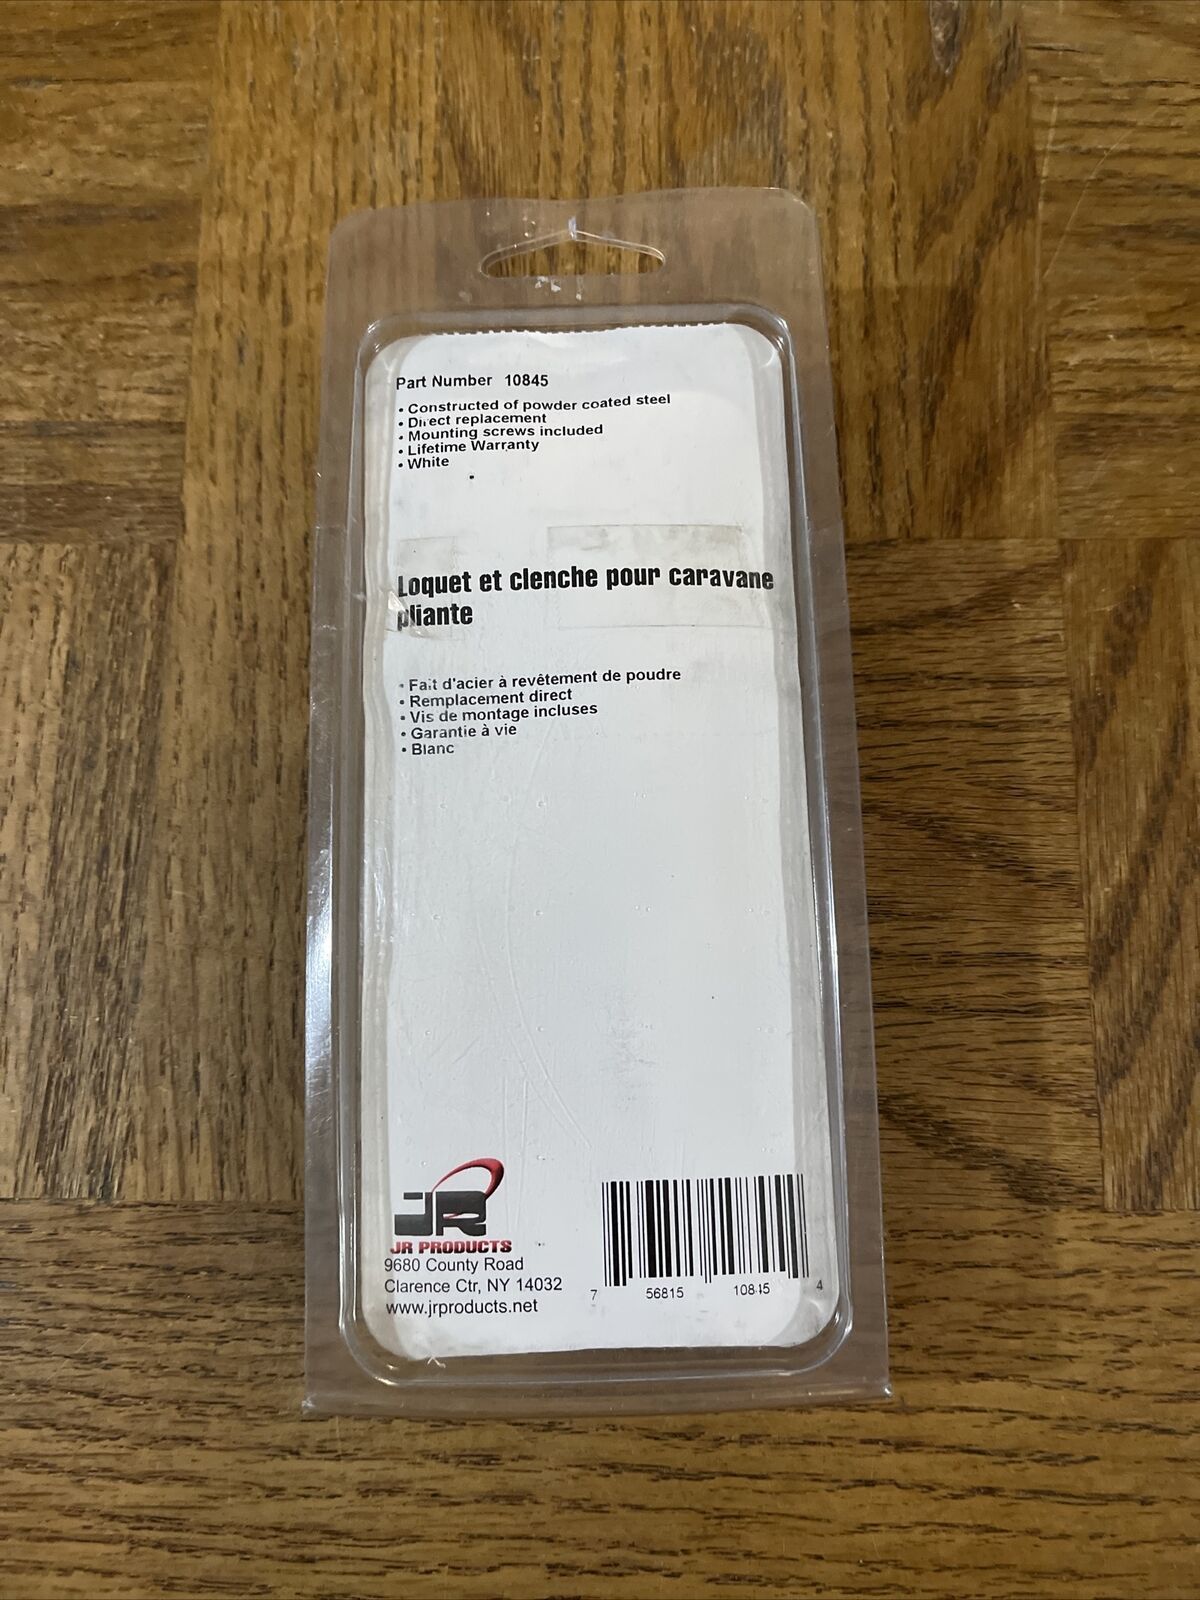 Part Number 10845
• Constructed of powder coated steel
• Direct replacement
• Mounting screws included
• Lifetime Warranty
• White
Loquet et clenche pour caravane
pliante
• Fait d'acier à revêtement de poudre
• Remplacement direct
• Vis de montage incluses
• Garantie à vie
• Blanc
JR
JR PRODUCTS
9680 County Road
Clarence Ctr, NY 14032
www.jrproducts.net
7 56815 10845 4